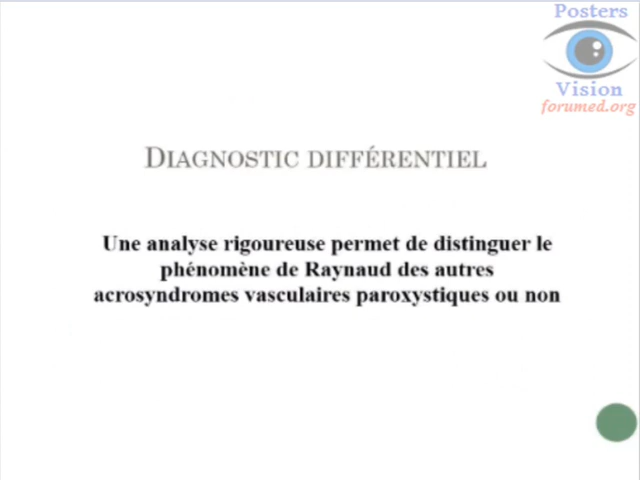 Posters
Vision
forumed.org
DIAGNOSTIC DIFFÉRENTIEL
Une analyse rigoureuse permet de distinguer le
phénomène de Raynaud des autres
acrosyndromes vasculaires paroxystiques ou non